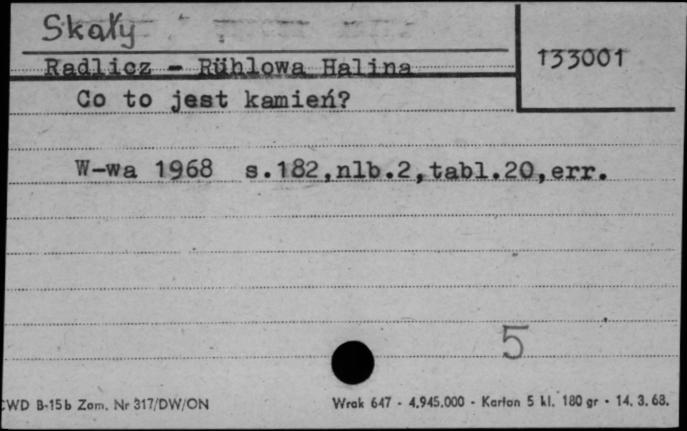 Skały
133001
Radlicz - Rühlowa Halina
Co to jest kamień?
W-wa 1968 s.182,nlb.2,tabl.20,err.
5
CWD B-15b Zam. Nr 317/DW/ON
Wrak 647 - 4.945.000 - Karton 5 kl. 180 gr - 14. 3. 68.